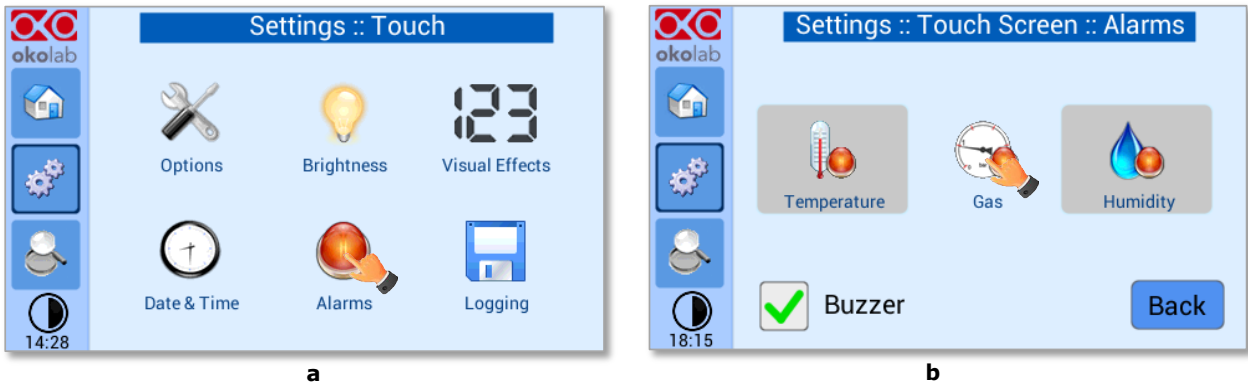 okolab
Settings :: Touch
Options
Brightness
Visual Effects
Date & Time
Alarms
Logging
14:28
a
okolab
Settings :: Touch Screen :: Alarms
Temperature
Gas
Humidity
Buzzer
Back
18:15
b